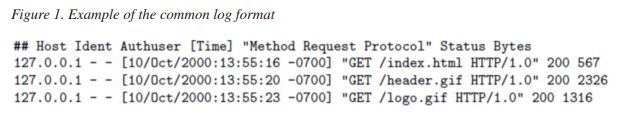 Figure 1. Example of the common log format
## Host Ident Authuser [Time] "Method Request Protocol" Status Bytes
127.0.0.1 - - [10/Oct/2000:13:55:16 -0700] "GET /index.html HTTP/1.0" 200 567
127.0.0.1 - - [10/Oct/2000:13:55:20 -0700] "GET /header.gif HTTP/1.0" 200 2326
127.0.0.1 - - [10/Oct/2000:13:55:23 -0700] "GET /logo.gif HTTP/1.0" 200 1316